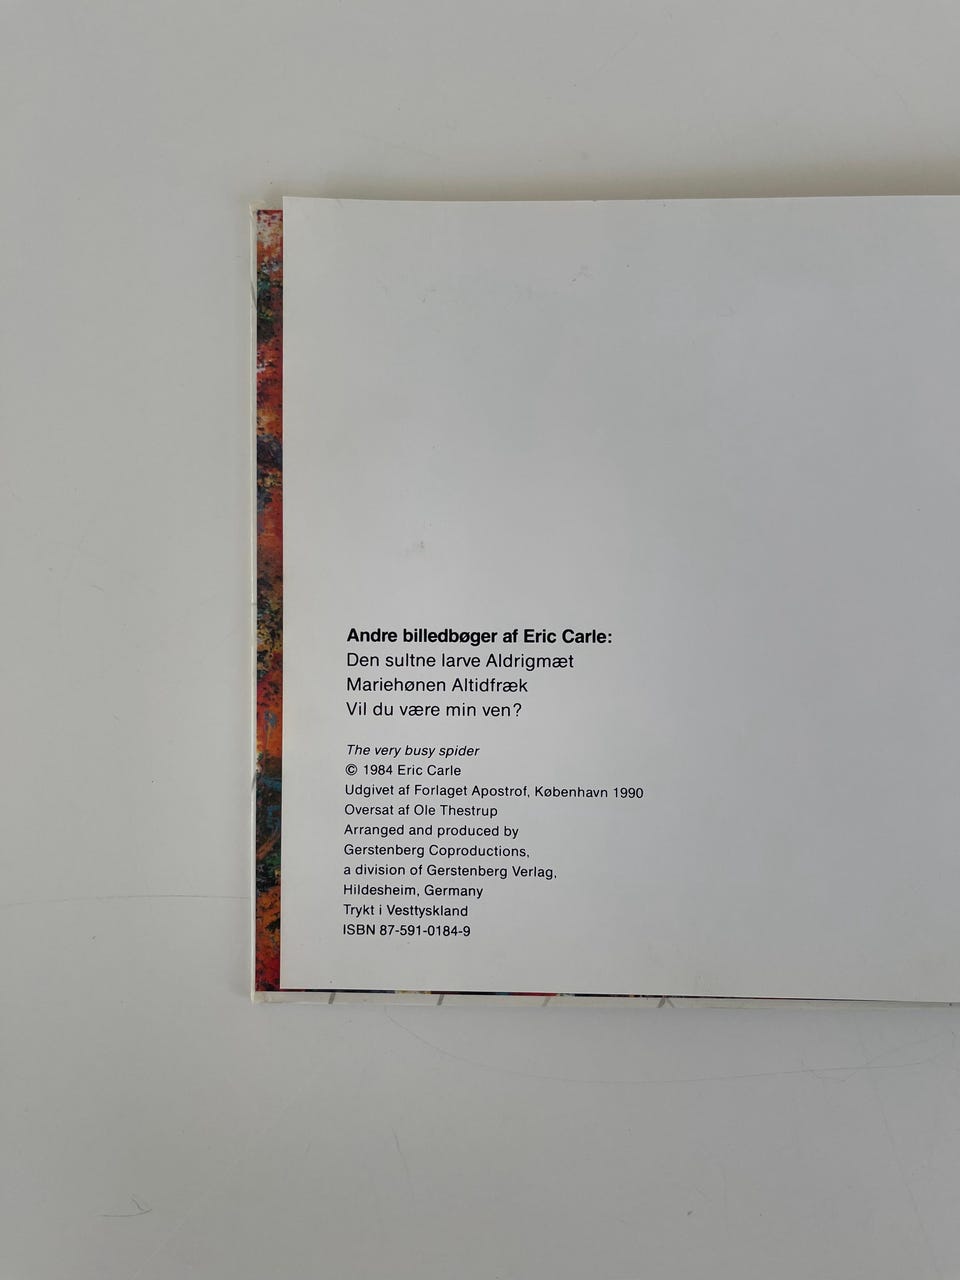 Andre billedbøger af Eric Carle:
Den sultne larve Aldrigmæt
Mariehønen Altidfræk
Vil du være min ven?
The very busy spider
© 1984 Eric Carle
Udgivet af Forlaget Apostrof, København 1990
Oversat af Ole Thestrup
Arranged and produced by
Gerstenberg Coproductions,
a division of Gerstenberg Verlag,
Hildesheim, Germany
Trykt i Vesttyskland
ISBN 87-591-0184-9